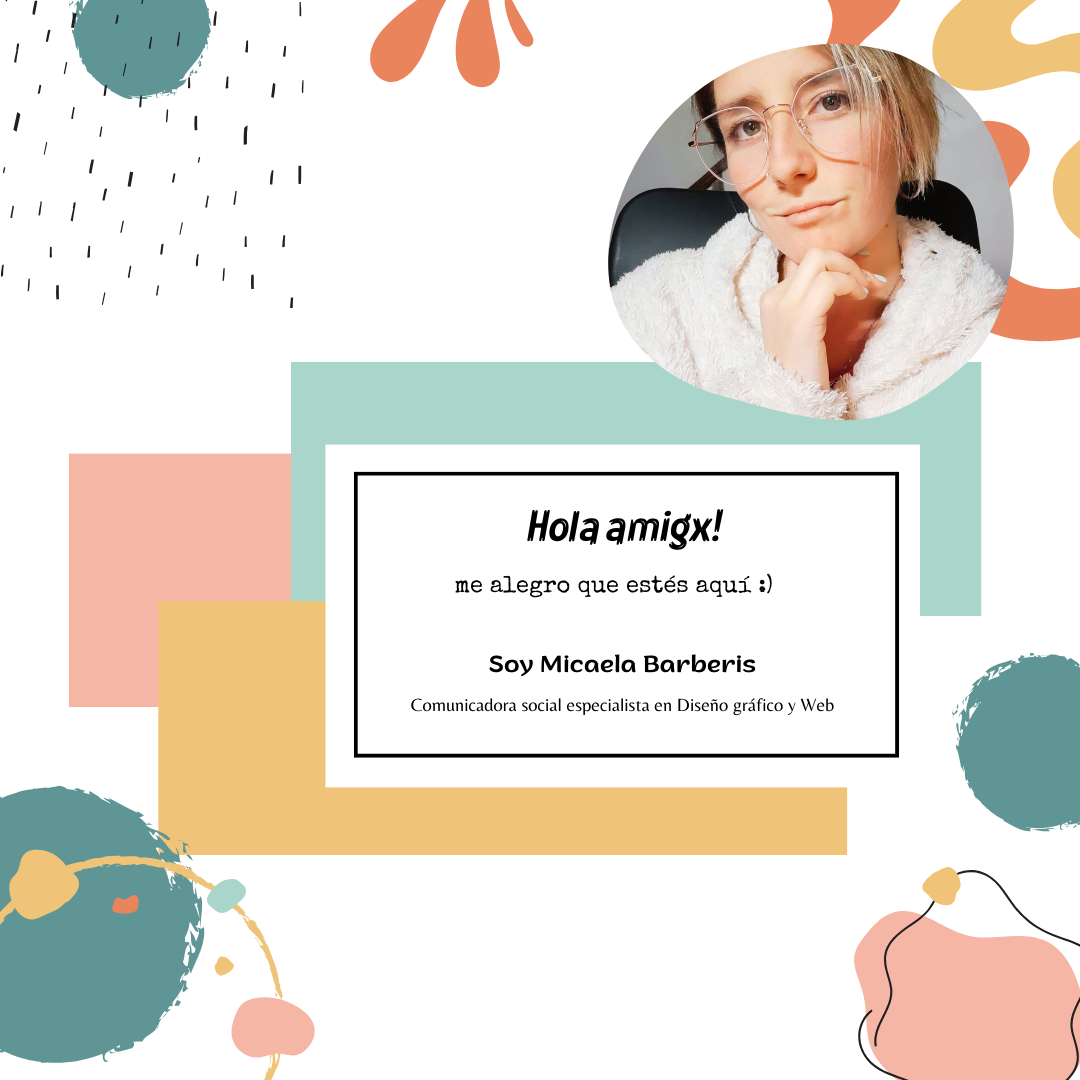 Hola amigx!
me alegro que estés aquí :)
Soy Micaela Barberis
Comunicadora social especialista en Diseño gráfico y Web